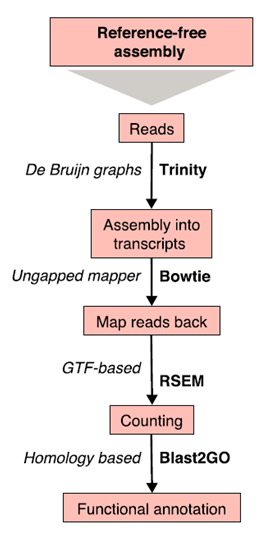 Reference-free
assembly
Reads
De Bruijn graphs Trinity
Assembly into
transcripts
Ungapped mapper Bowtie
Map reads back
GTF-based
RSEM
Counting
Homology based Blast2GO
Functional annotation